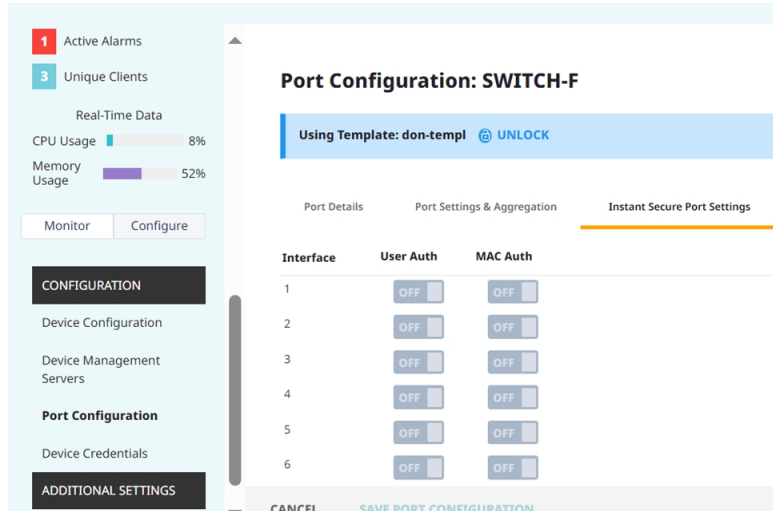 1 Active Alarms
3 Unique Clients
Real-Time Data
CPU Usage 8%
Memory
Usage 52%
Monitor Configure
CONFIGURATION
Device Configuration
Device Management
Servers
Port Configuration
Device Credentials
ADDITIONAL SETTINGS
Port Configuration: SWITCH-F
Using Template: don-templ UNLOCK
Port Details Port Settings & Aggregation Instant Secure Port Settings
Interface User Auth MAC Auth
1 OFF OFF
2 OFF OFF
3 OFF OFF
4 OFF OFF
5 OFF OFF
6 OFF OFF
CANCEL SAVE PORT CONFIGURATION